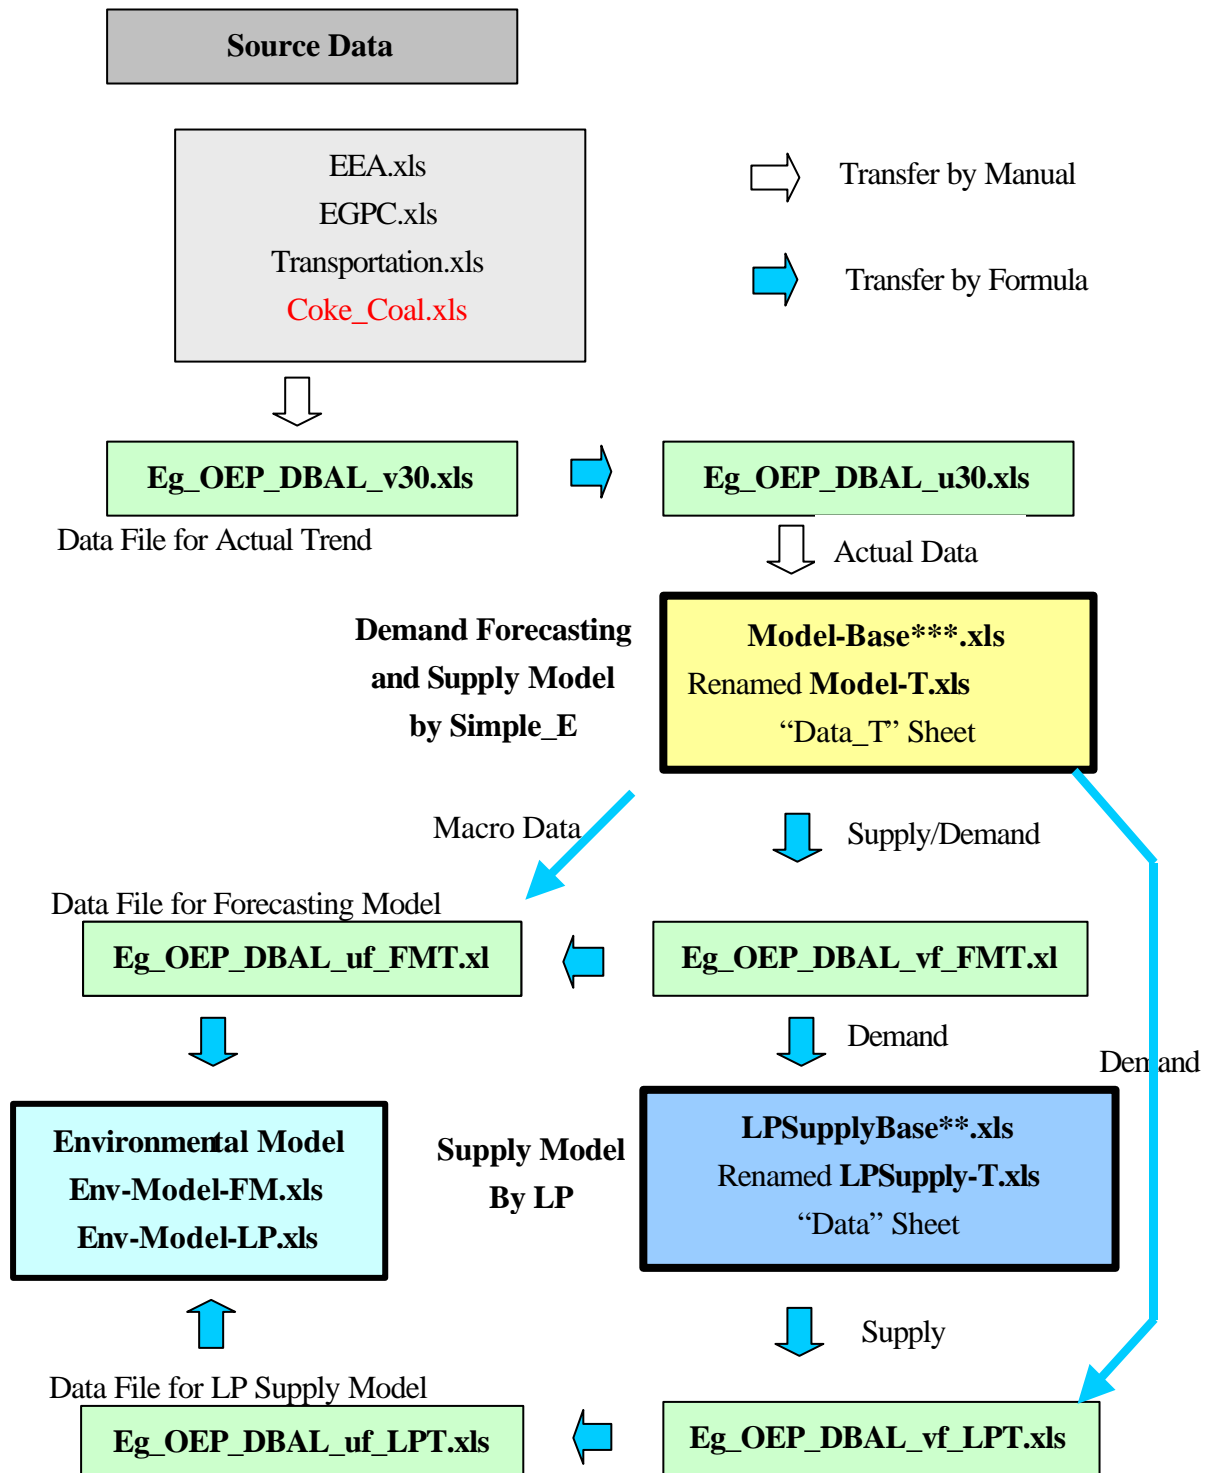 Source Data
EEA.xls
EGPC.xls
Transportation.xls
Coke_Coal.xls
Transfer by Manual
Transfer by Formula
Eg_OEP_DBAL_v30.xls
Eg_OEP_DBAL_u30.xls
Data File for Actual Trend
Actual Data
Demand Forecasting
and Supply Model
by Simple_E
Model-Base***.xls
Renamed Model-T.xls
“Data_T” Sheet
Macro Data
Supply/Demand
Data File for Forecasting Model
Eg_OEP_DBAL_uf_FMT.xl
Eg_OEP_DBAL_vf_FMT.xl
Demand
Demand
Environmental Model
Env-Model-FM.xls
Env-Model-LP.xls
Supply Model
By LP
LPSupplyBase**.xls
Renamed LPSupply-T.xls
“Data” Sheet
Supply
Data File for LP Supply Model
Eg_OEP_DBAL_uf_LPT.xls
Eg_OEP_DBAL_vf_LPT.xls